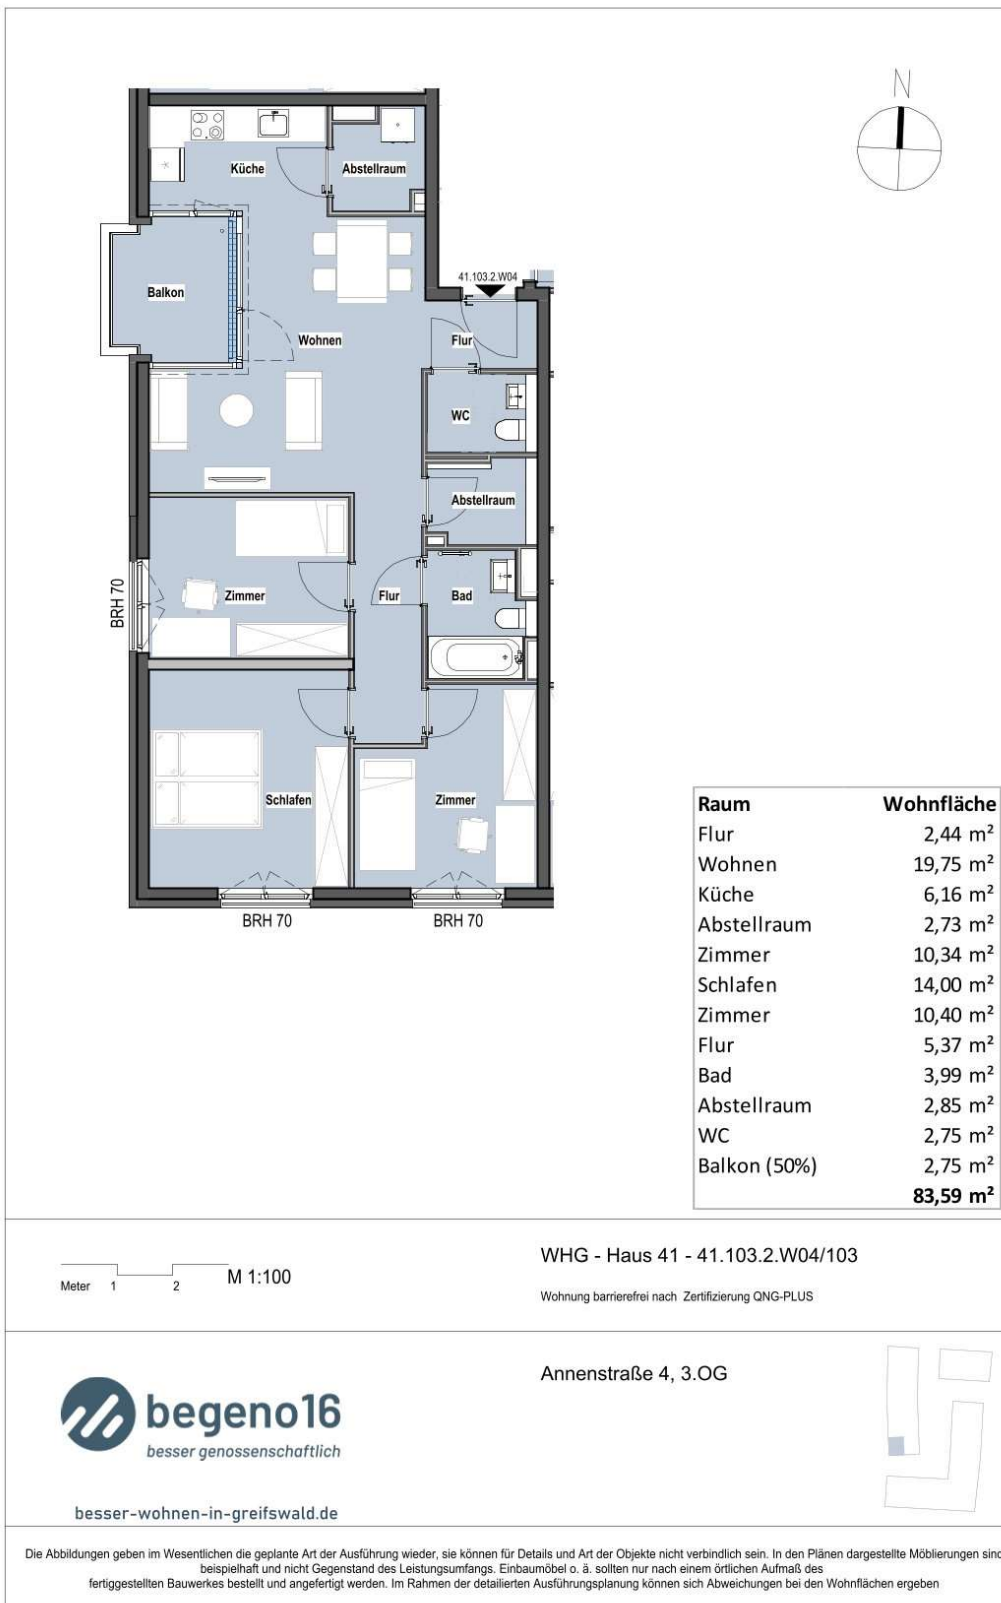 N
Küche
Abstellraum
41.103.2.W04
Balkon
Wohnen
Flur
WC
Abstellraum
BRH 70
Zimmer
Flur
Bad
Schlafen
Zimmer
BRH 70
BRH 70
Raum Wohnfläche
Flur 2,44 m²
Wohnen 19,75 m²
Küche 6,16 m²
Abstellraum 2,73 m²
Zimmer 10,34 m²
Schlafen 14,00 m²
Zimmer 10,40 m²
Flur 5,37 m²
Bad 3,99 m²
Abstellraum 2,85 m²
WC 2,75 m²
Balkon (50%) 2,75 m²
83,59 m²
Meter 1 2 M 1:100
WHG - Haus 41 - 41.103.2.W04/103
Wohnung barrierefrei nach Zertifizierung QNG-PLUS
Annenstraße 4, 3.OG
begeno16
besser genossenschaftlich
besser-wohnen-in-greifswald.de
Die Abbildungen geben im Wesentlichen die geplante Art der Ausführung wieder, sie können für Details und Art der Objekte nicht verbindlich sein. In den Plänen dargestellte Möblierungen sind
beispielhaft und nicht Gegenstand des Leistungsumfangs. Einbaumöbel o. ä. sollten nur nach einem örtlichen Aufmaß des
fertiggestellten Bauwerkes bestellt und angefertigt werden. Im Rahmen der detailierten Ausführungsplanung können sich Abweichungen bei den Wohnflächen ergeben